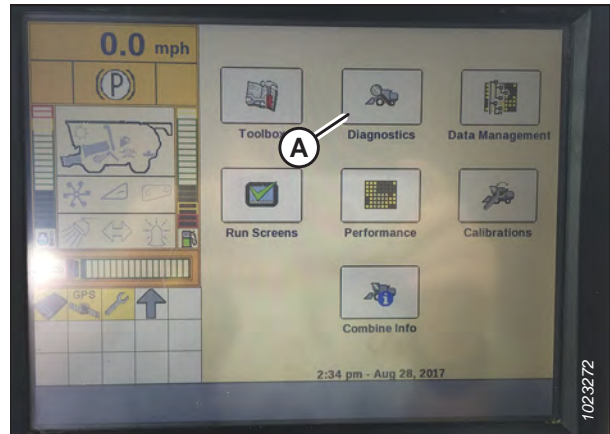 0.0 mph
(P)
Toolbox
Diagnostics
Data Management
A
Run Screens
Performance
Calibrations
GPS
Combine Info
2:34 pm - Aug 28, 2017
1023272